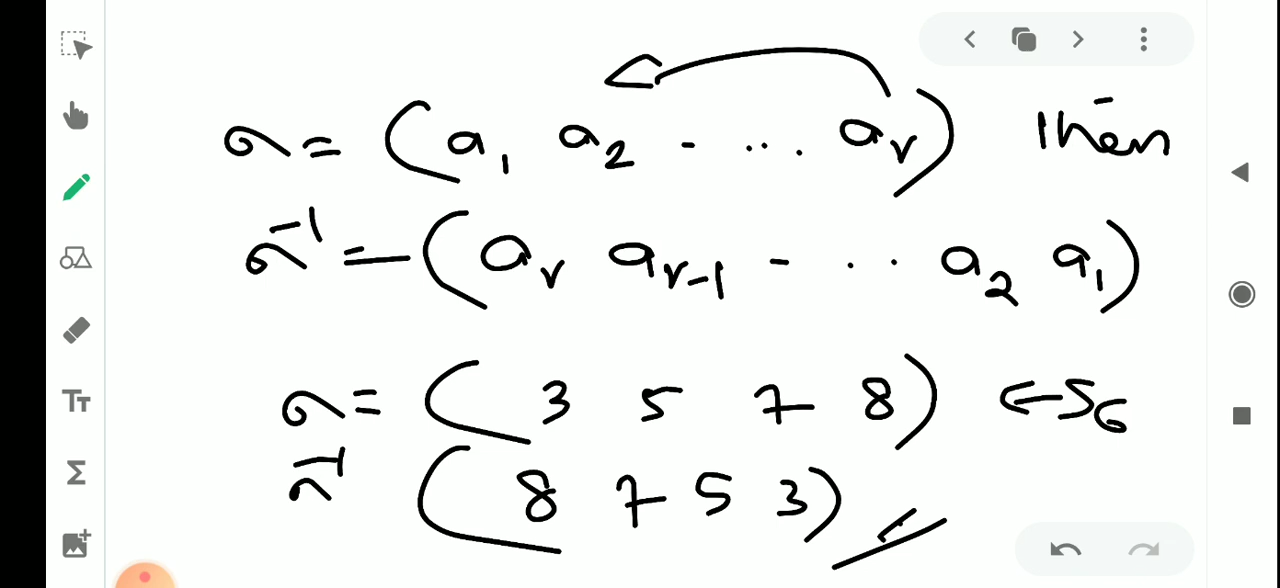 σ = (a₁ a₂ - ... aᵣ) Then
σ⁻¹ = (aᵣ aᵣ₋₁ - ... a₂ a₁)
σ = (3 5 7 8) ∈ S₆
σ⁻¹ (8 7 5 3)